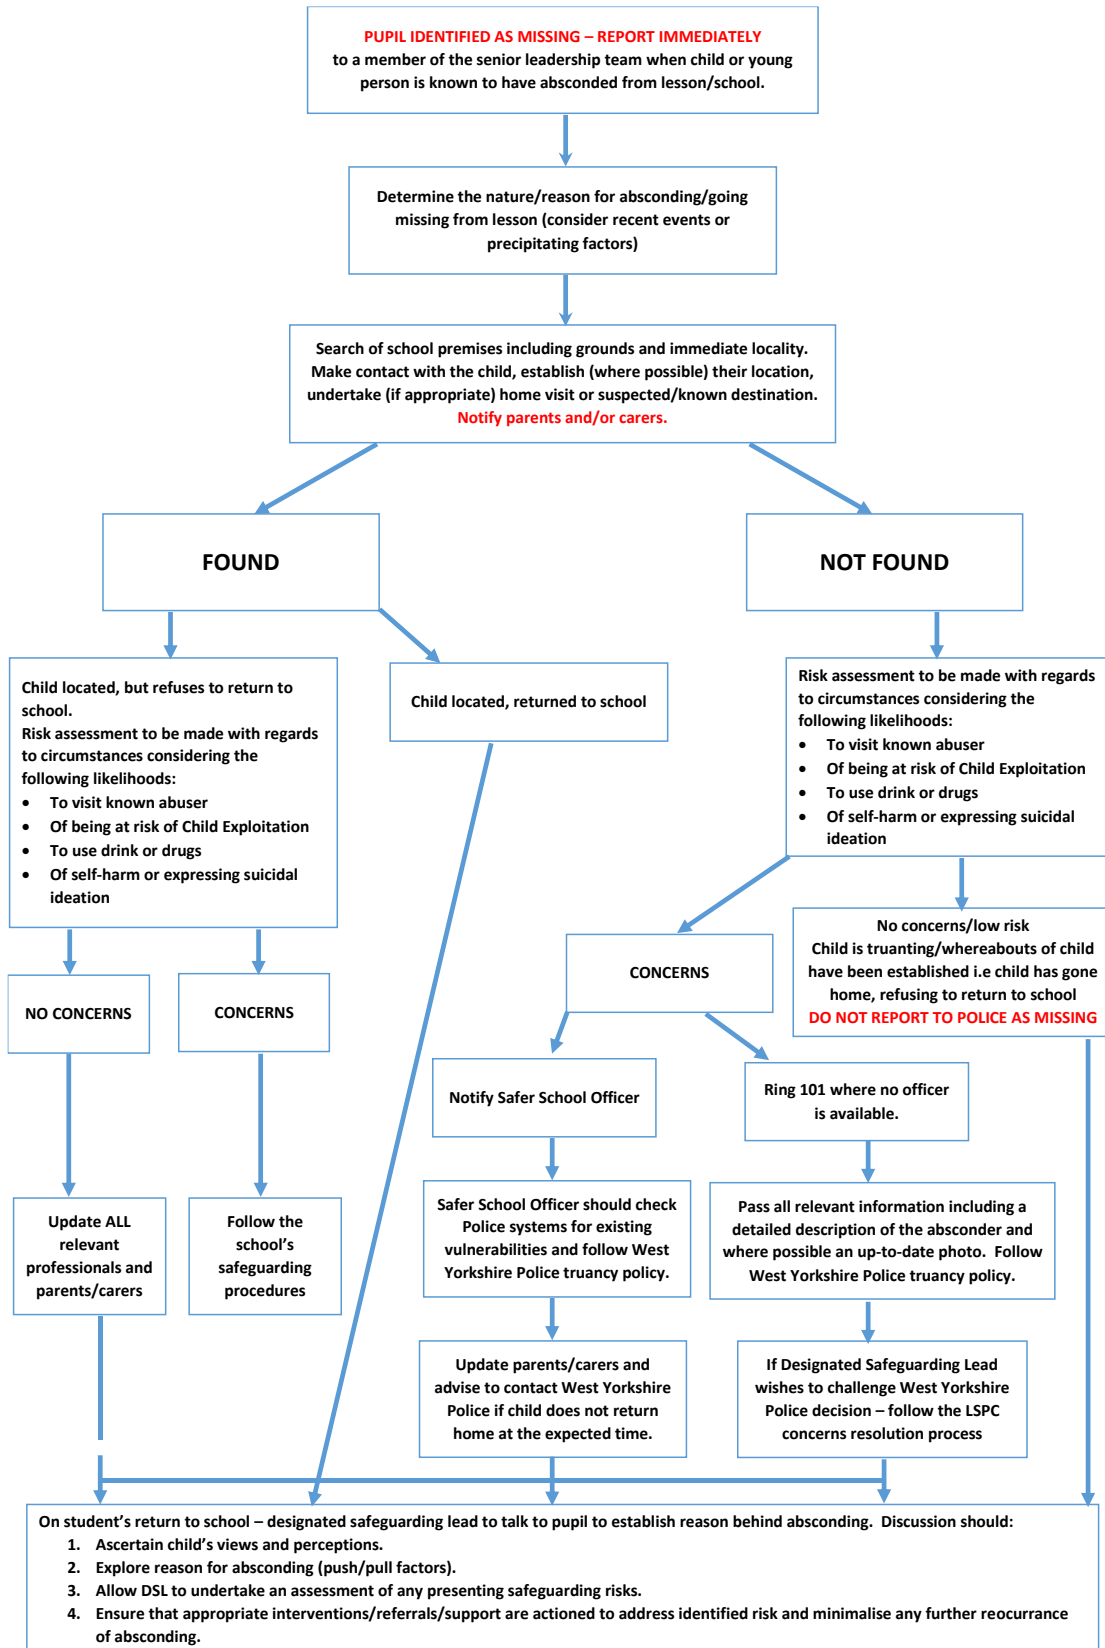 PUPIL IDENTIFIED AS MISSING – REPORT IMMEDIATELY
to a member of the senior leadership team when child or young
person is known to have absconded from lesson/school.
Determine the nature/reason for absconding/going
missing from lesson (consider recent events or
precipitating factors)
Search of school premises including grounds and immediate locality.
Make contact with the child, establish (where possible) their location,
undertake (if appropriate) home visit or suspected/known destination.
Notify parents and/or carers.
FOUND
NOT FOUND
Child located, but refuses to return to
school.
Risk assessment to be made with regards
to circumstances considering the
following likelihoods:
• To visit known abuser
• Of being at risk of Child Exploitation
• To use drink or drugs
• Of self-harm or expressing suicidal
ideation
Child located, returned to school
Risk assessment to be made with regards
to circumstances considering the
following likelihoods:
• To visit known abuser
• Of being at risk of Child Exploitation
• To use drink or drugs
• Of self-harm or expressing suicidal
ideation
NO CONCERNS
CONCERNS
CONCERNS
No concerns/low risk
Child is truanting/whereabouts of child
have been established i.e child has gone
home, refusing to return to school
DO NOT REPORT TO POLICE AS MISSING
Notify Safer School Officer
Ring 101 where no officer
is available.
Update ALL
relevant
professionals and
parents/carers
Follow the
school’s
safeguarding
procedures
Safer School Officer should check
Police systems for existing
vulnerabilities and follow West
Yorkshire Police truancy policy.
Pass all relevant information including a
detailed description of the absconder and
where possible an up-to-date photo. Follow
West Yorkshire Police truancy policy.
Update parents/carers and
advise to contact West Yorkshire
Police if child does not return
home at the expected time.
If Designated Safeguarding Lead
wishes to challenge West Yorkshire
Police decision – follow the LSPC
concerns resolution process
On student’s return to school – designated safeguarding lead to talk to pupil to establish reason behind absconding. Discussion should:
1. Ascertain child’s views and perceptions.
2. Explore reason for absconding (push/pull factors).
3. Allow DSL to undertake an assessment of any presenting safeguarding risks.
4. Ensure that appropriate interventions/referrals/support are actioned to address identified risk and minimalise any further reocurrance
of absconding.